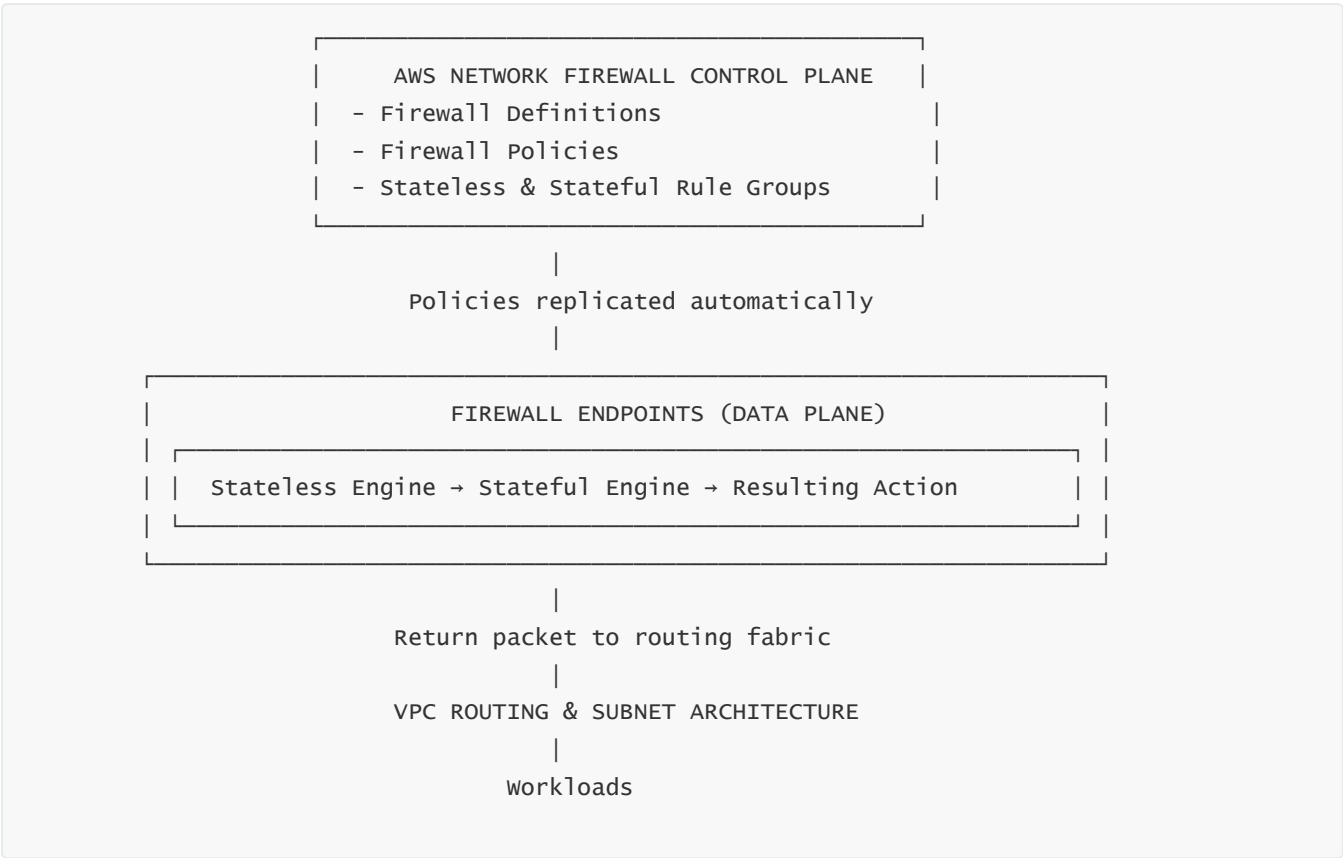 AWS NETWORK FIREWALL CONTROL PLANE
- Firewall Definitions
- Firewall Policies
- Stateless & Stateful Rule Groups
Policies replicated automatically
FIREWALL ENDPOINTS (DATA PLANE)
Stateless Engine → Stateful Engine → Resulting Action
Return packet to routing fabric
VPC ROUTING & SUBNET ARCHITECTURE
Workloads